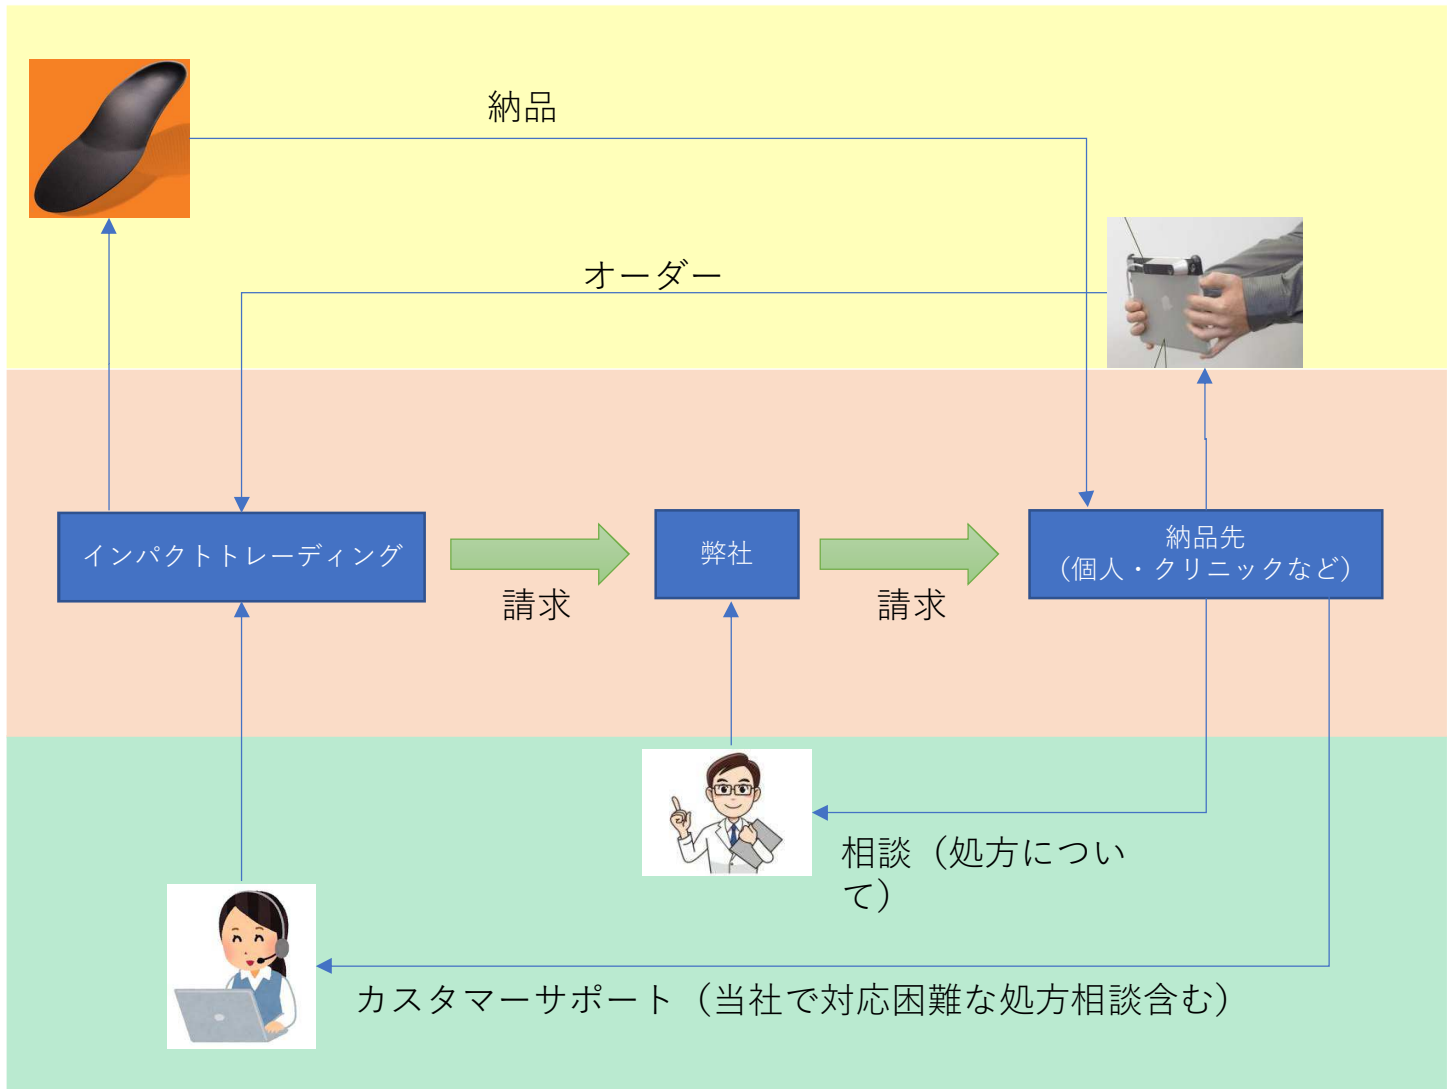 納品
オーダー
インパクトトレーディング
請求
弊社
請求
納品先
（個人・クリニックなど）
相談（処方につい
て）
カスタマーサポート（当社で対応困難な処方相談含む）